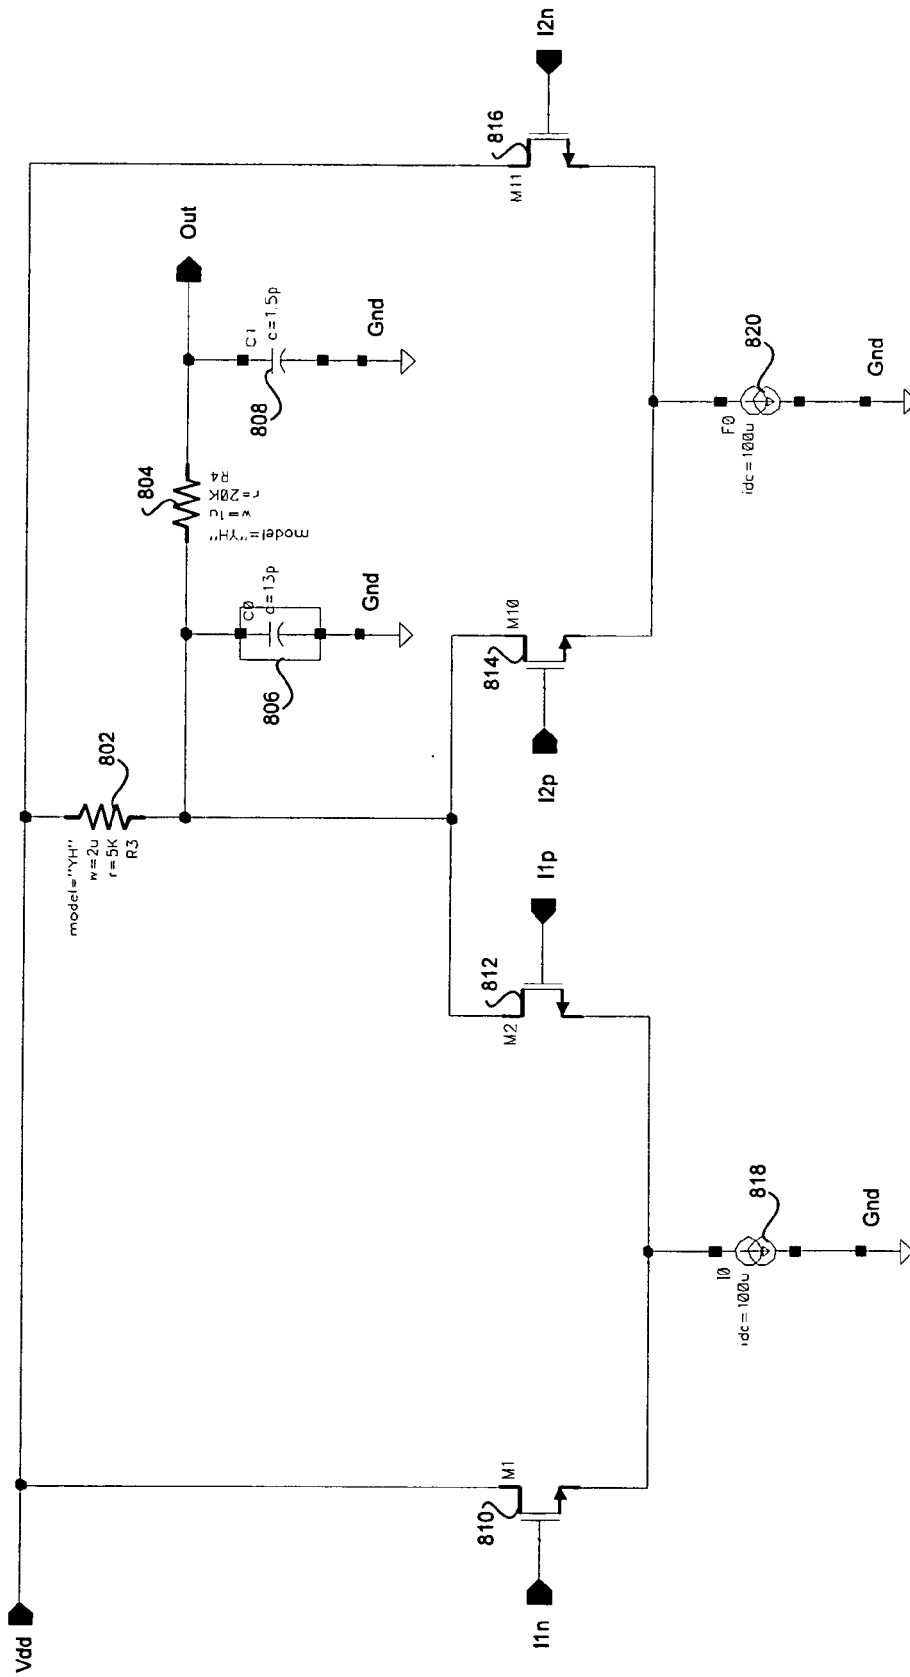 Vdd
model="YH"
w=2u
r=5K
R3
802
804
R4
r=20K
w=1u
model="YH"
Out
C0
c=13p
806
Gnd
C1
c=1.5p
808
Gnd
I1n
810
M1
M2
812
I1p
I2p
814
M10
M11
816
I2n
I0
idc=100u
818
Gnd
F0
idc=100u
820
Gnd